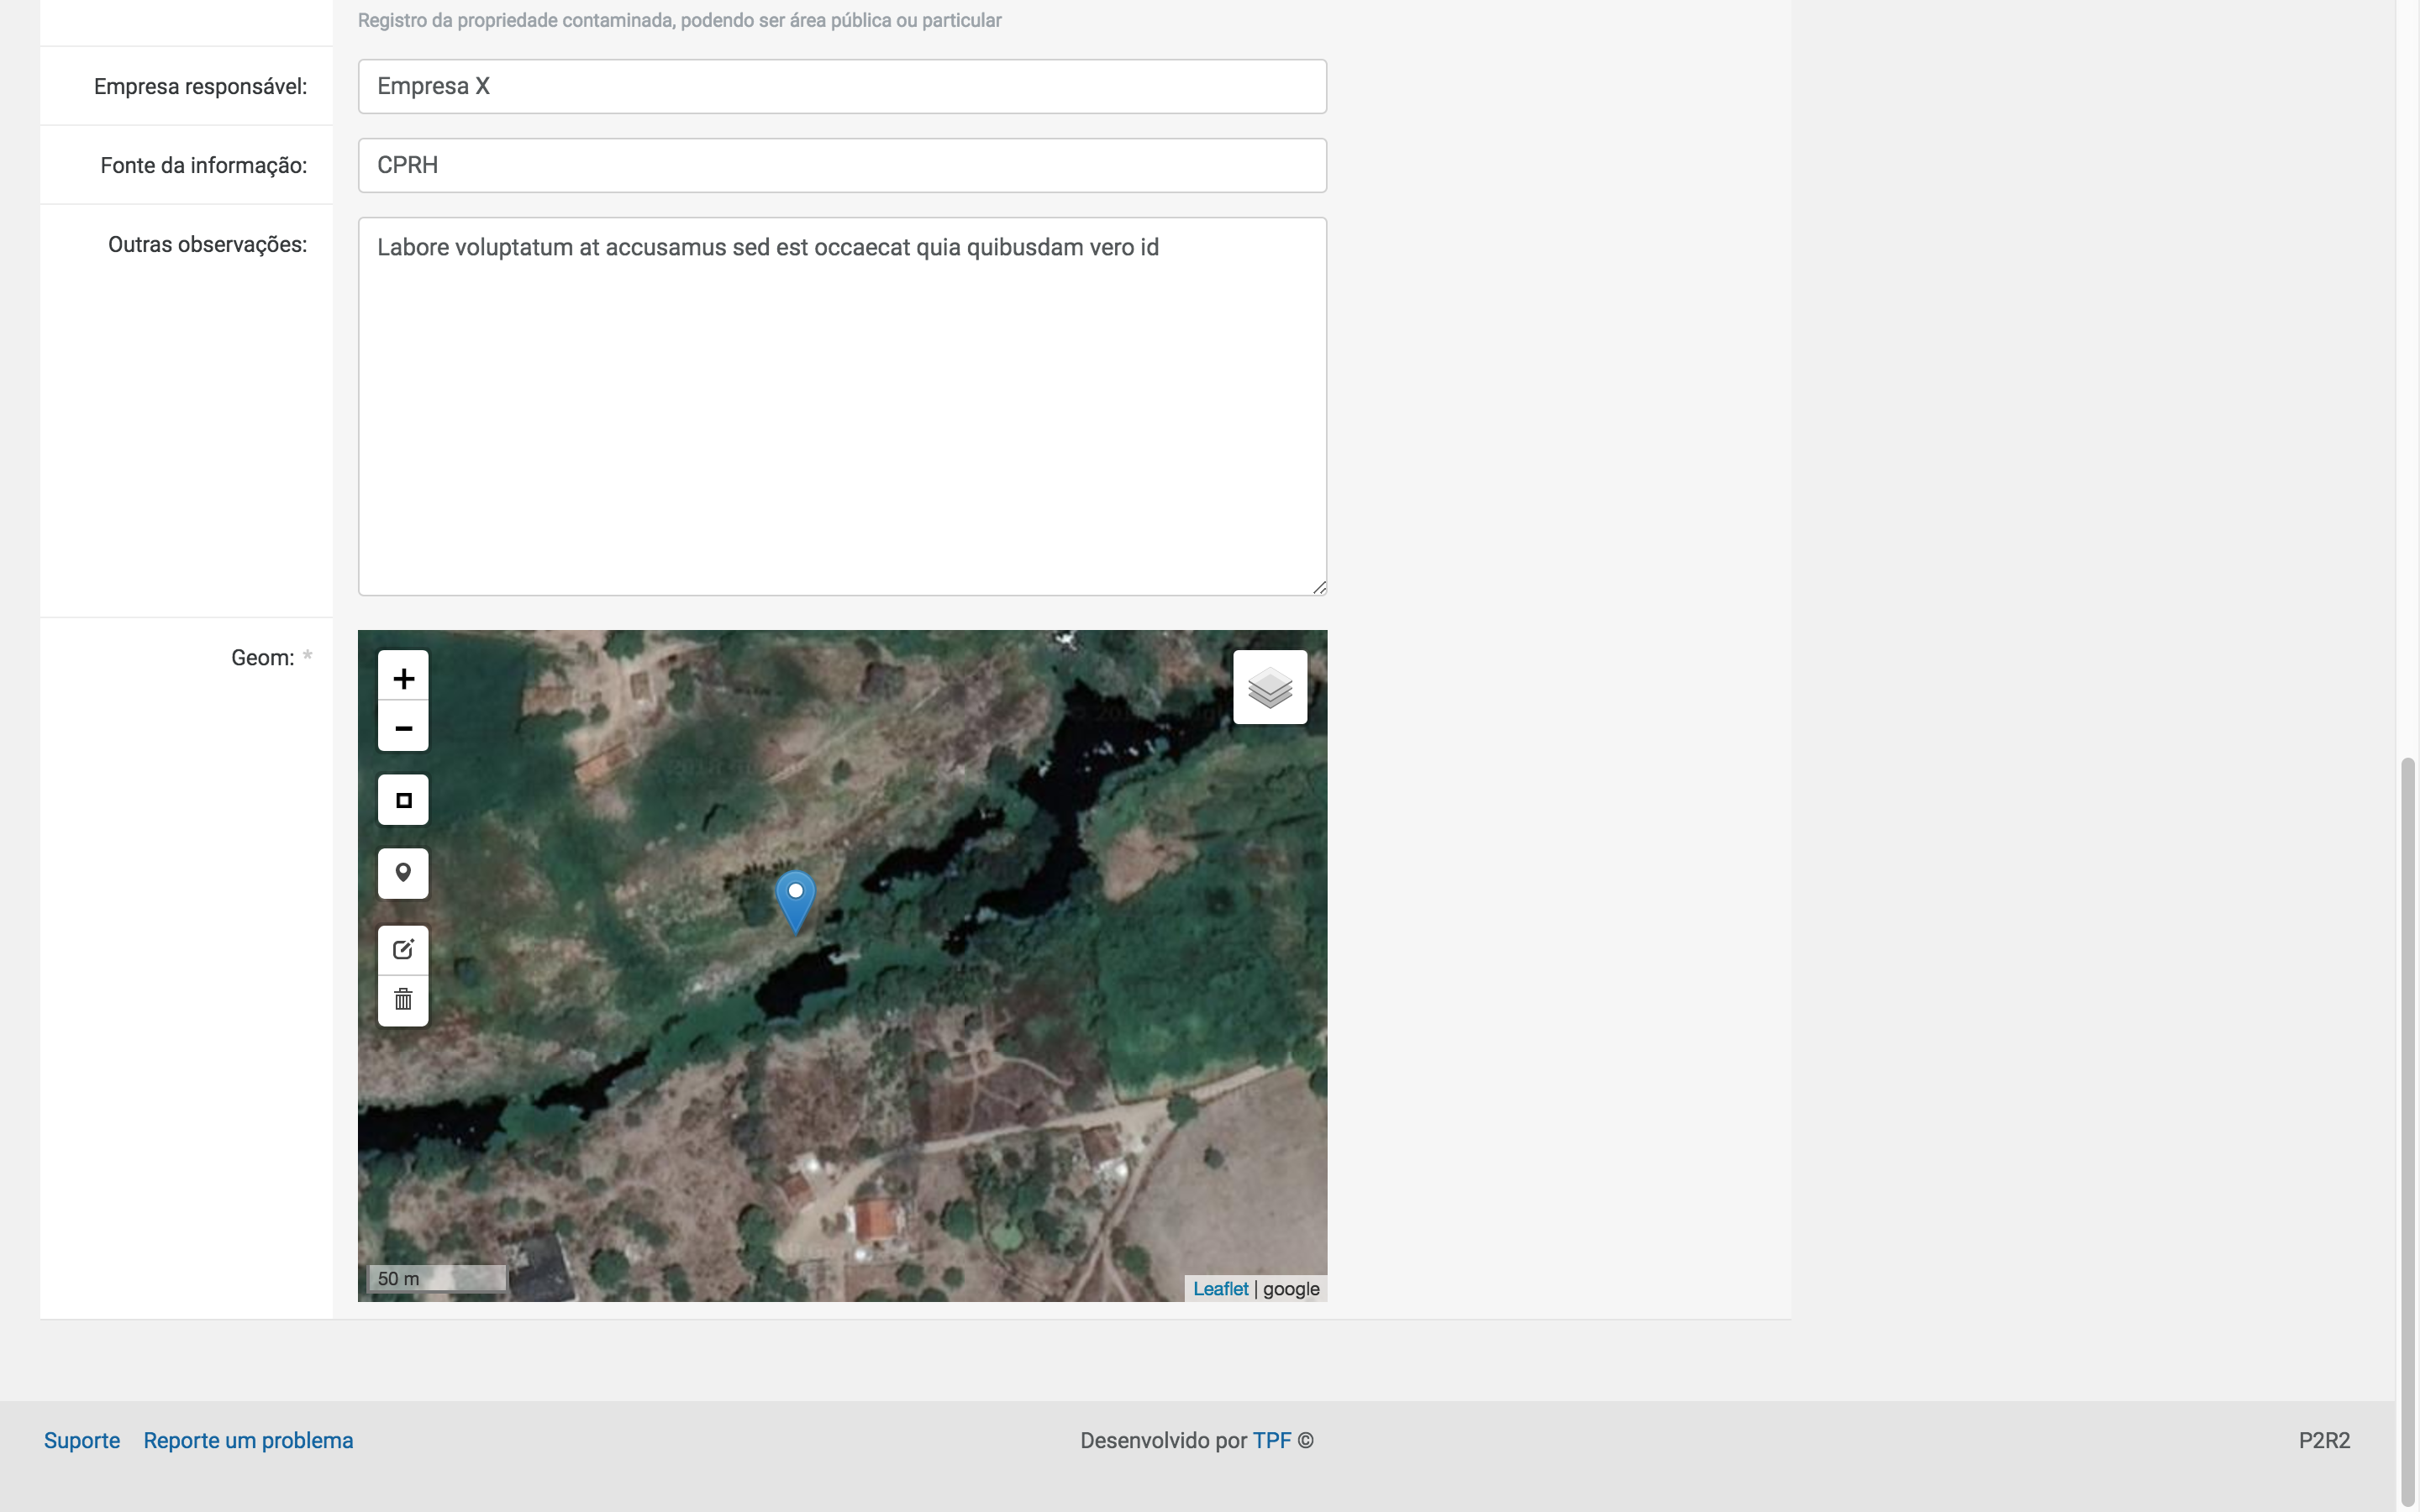 Registro da propriedade contaminada, podendo ser área pública ou particular
Empresa responsável:
Empresa X
Fonte da informação:
CPRH
Outras observações:
Labore voluptatum at accusamus sed est occaecat quia quibusdam vero id
Geom: *
+
−
50 m
Leaflet | google
Suporte Reporte um problema
Desenvolvido por TPF ©
P2R2